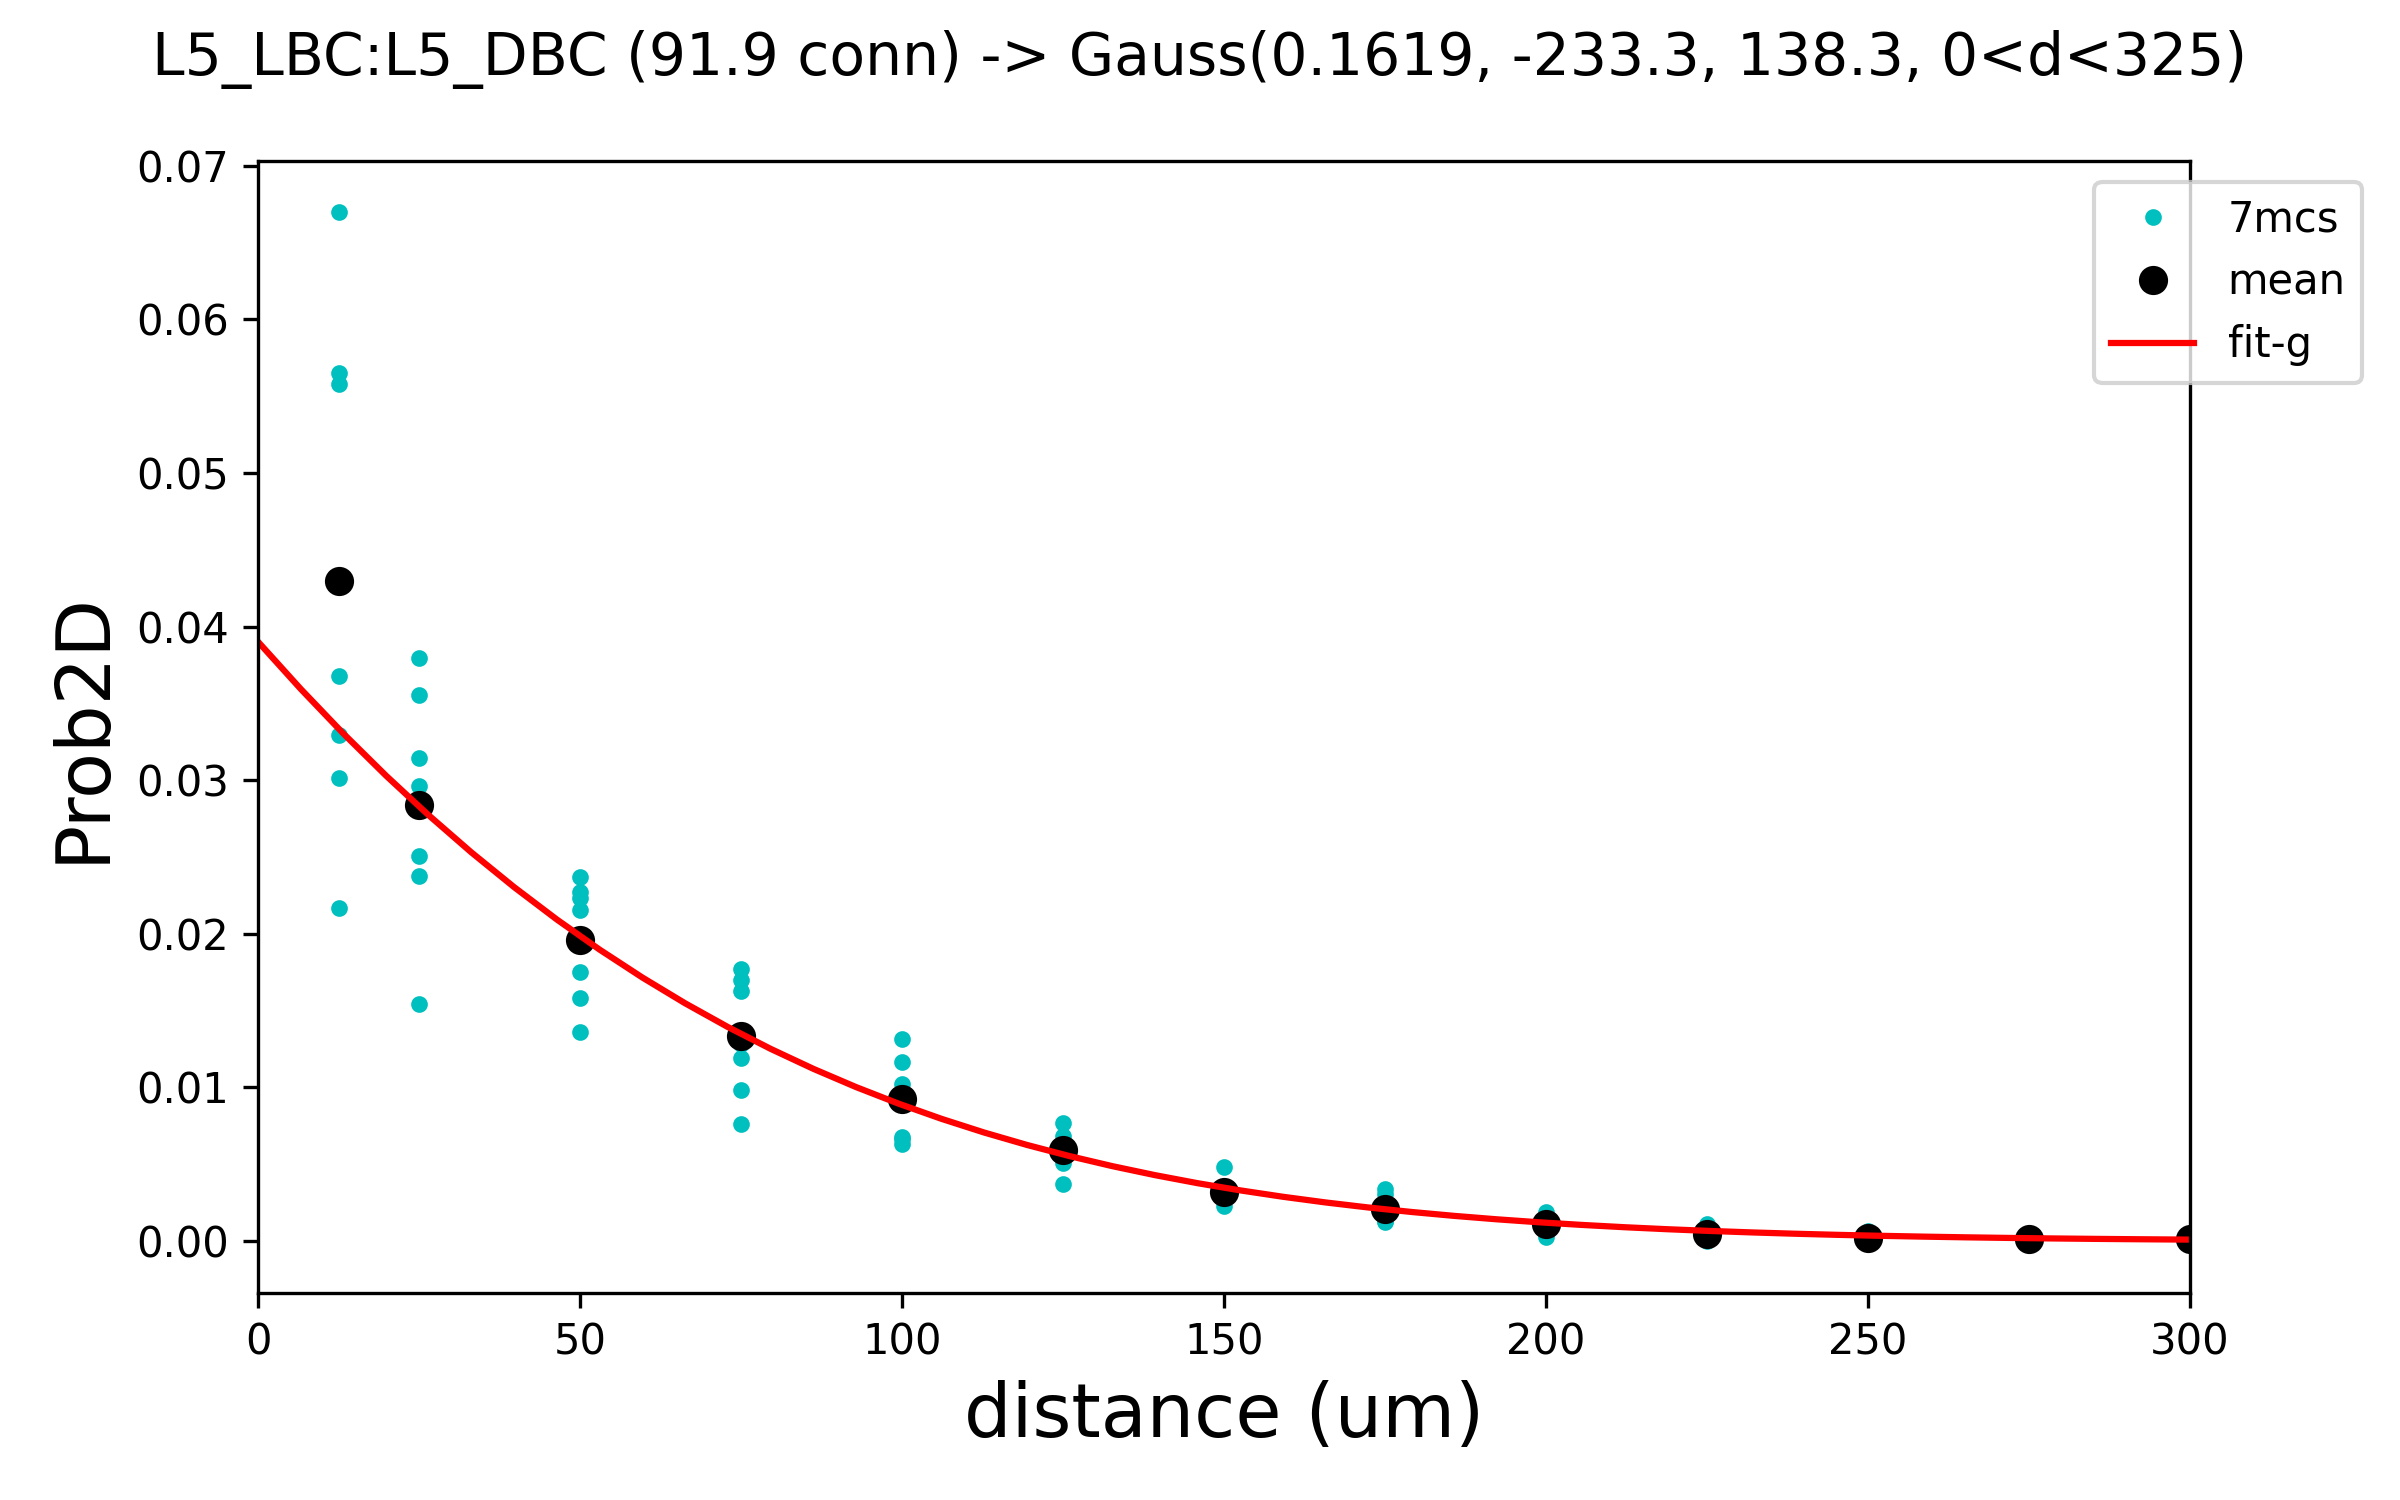 L5_LBC:L5_DBC (91.9 conn) -> Gauss(0.1619, -233.3, 138.3, 0<d<325)
0.07
0.06
0.05
0.04
0.03
0.02
0.01
0.00
Prob2D
7mcs
mean
fit-g
0 50 100 150 200 250 300
distance (um)